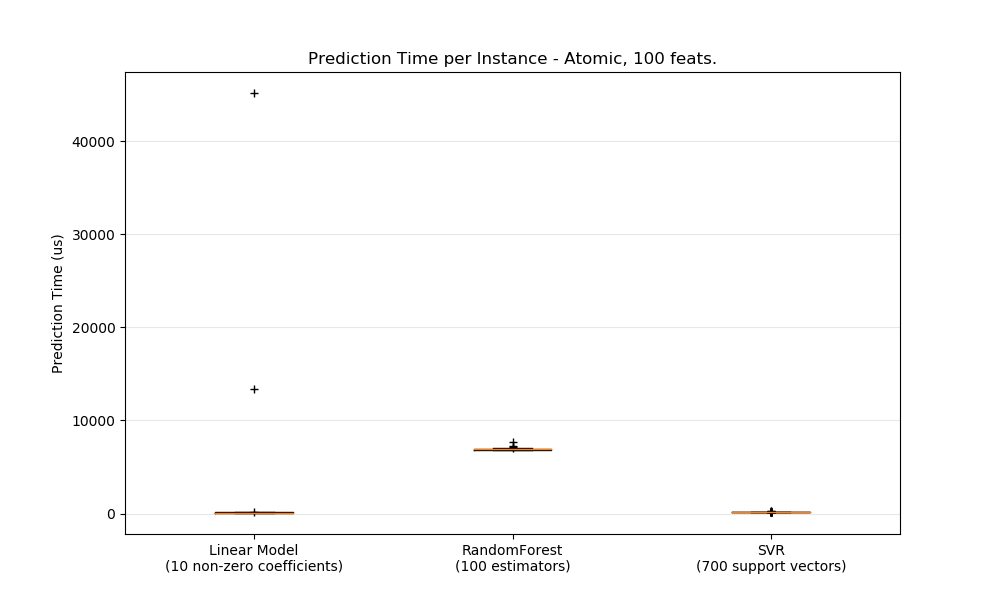 Prediction Time per Instance - Atomic, 100 feats.
Prediction Time (us)
40000
30000
20000
10000
0
Linear Model
(10 non-zero coefficients)
RandomForest
(100 estimators)
SVR
(700 support vectors)